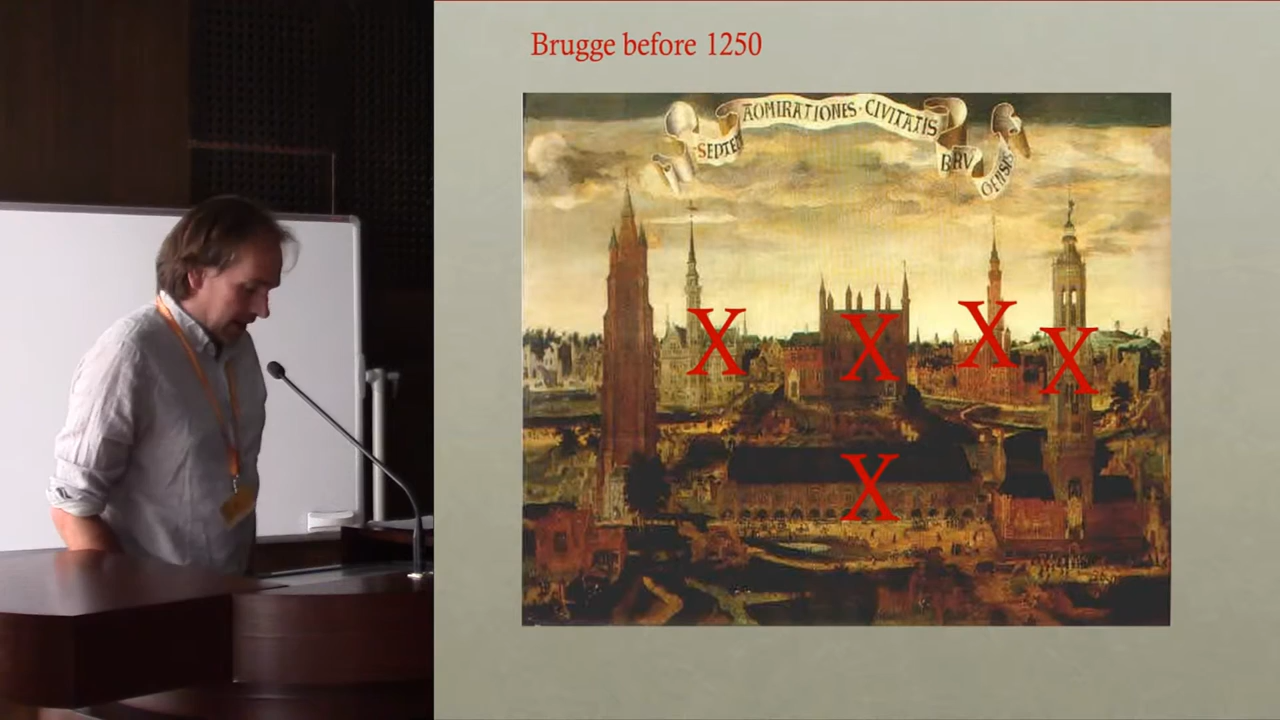 Brugge before 1250
SEPTEM
ADMIRATIONES · CIVITATIS
BRV
GENSIS
X
X
X
X
X